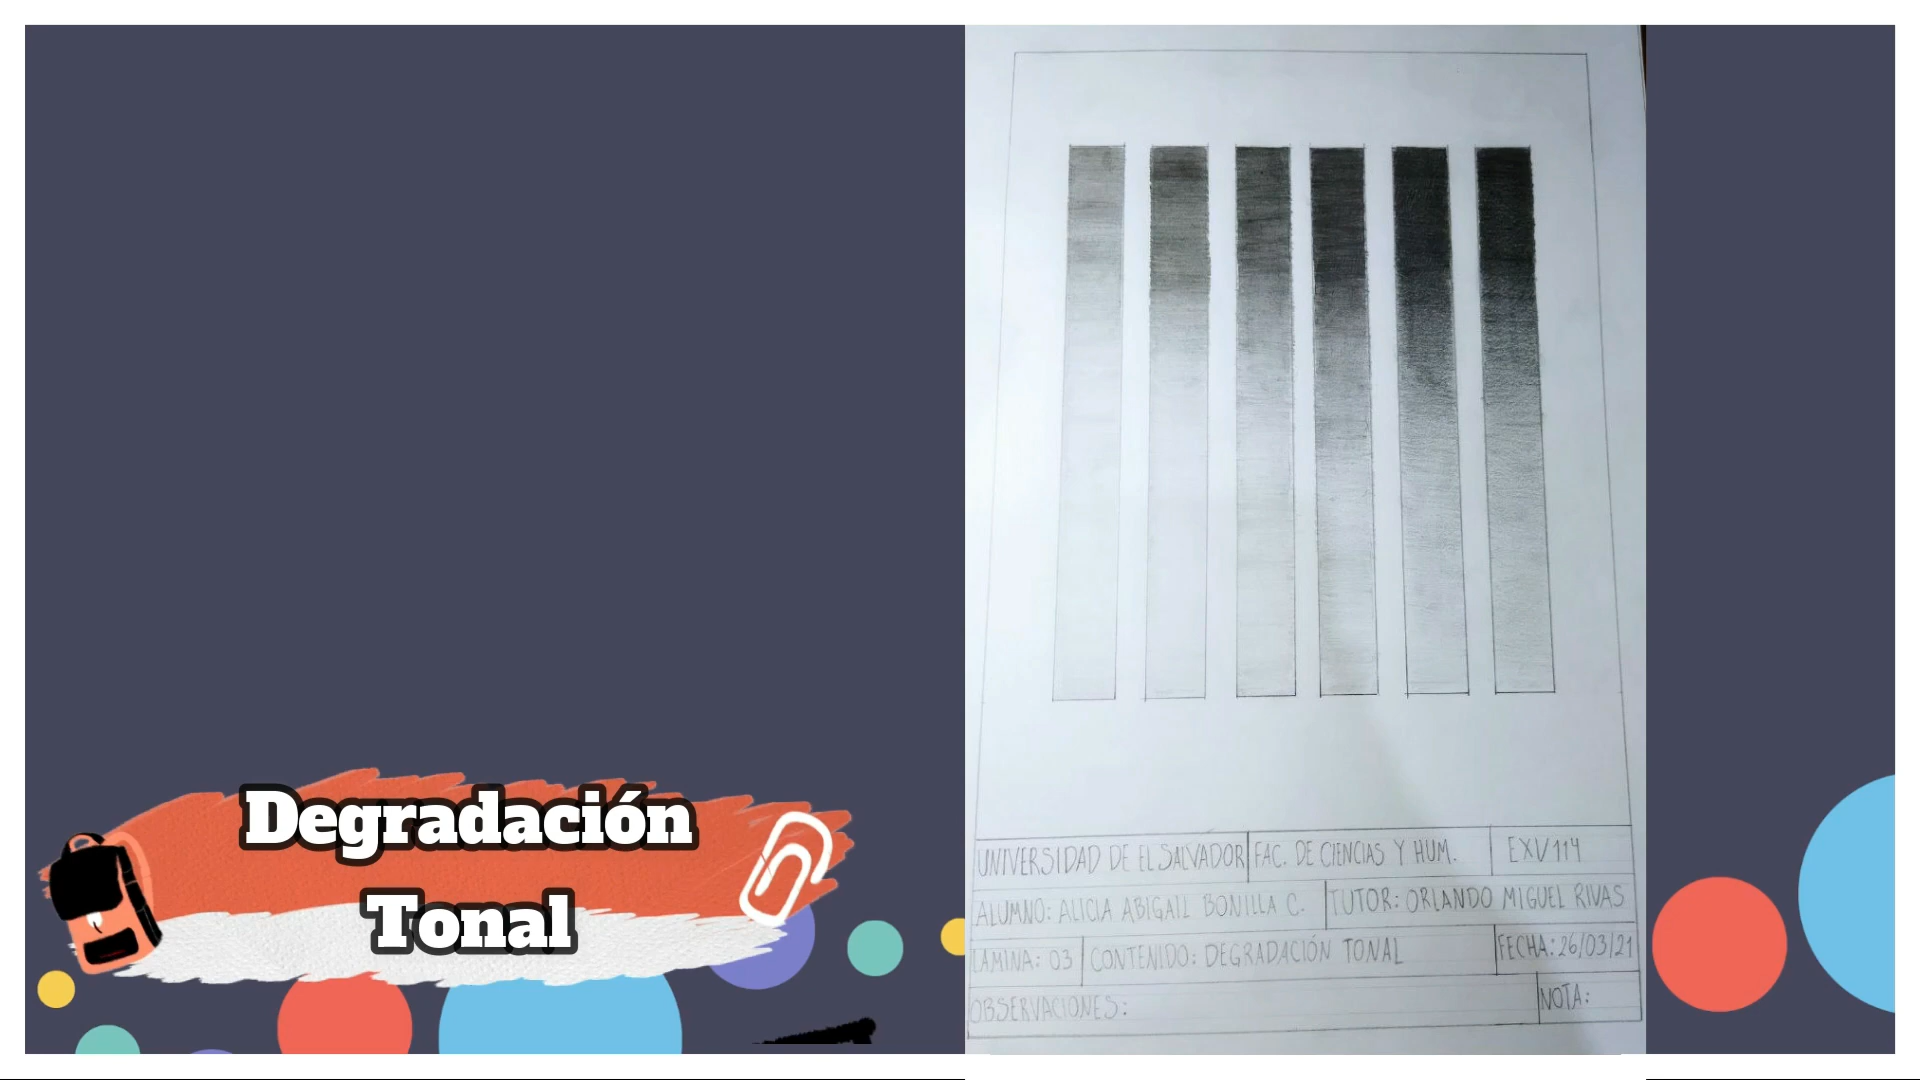 Degradación
Tonal
UNIVERSIDAD DE EL SALVADOR FAC. DE CIENCIAS Y HUM. EXV114
ALUMNO: ALICIA ABIGAIL BONILLA C. TUTOR: ORLANDO MIGUEL RIVAS
LAMINA: 03 CONTENIDO: DEGRADACIÓN TONAL FECHA: 26/03/21
OBSERVACIONES: NOTA: